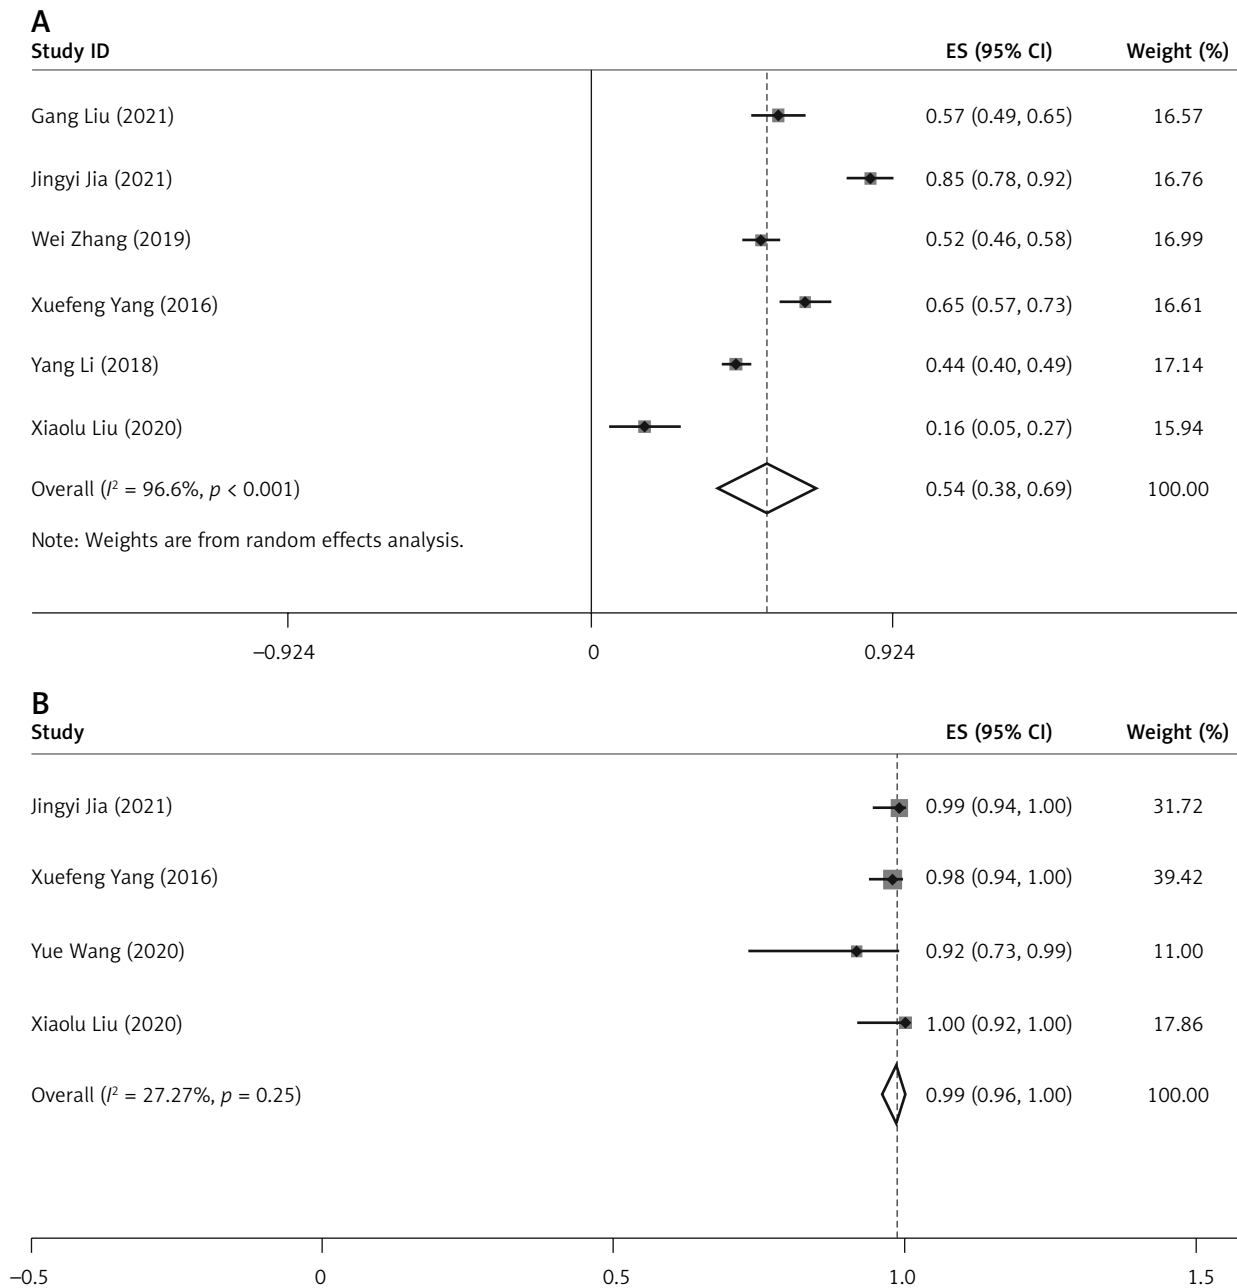 A
Study ID ES (95% CI) Weight (%)
Gang Liu (2021) 0.57 (0.49, 0.65) 16.57
Jingyi Jia (2021) 0.85 (0.78, 0.92) 16.76
Wei Zhang (2019) 0.52 (0.46, 0.58) 16.99
Xuefeng Yang (2016) 0.65 (0.57, 0.73) 16.61
Yang Li (2018) 0.44 (0.40, 0.49) 17.14
Xiaolu Liu (2020) 0.16 (0.05, 0.27) 15.94
Overall (I² = 96.6%, p < 0.001) 0.54 (0.38, 0.69) 100.00
Note: Weights are from random effects analysis.
−0.924 0 0.924
B
Study ES (95% CI) Weight (%)
Jingyi Jia (2021) 0.99 (0.94, 1.00) 31.72
Xuefeng Yang (2016) 0.98 (0.94, 1.00) 39.42
Yue Wang (2020) 0.92 (0.73, 0.99) 11.00
Xiaolu Liu (2020) 1.00 (0.92, 1.00) 17.86
Overall (I² = 27.27%, p = 0.25) 0.99 (0.96, 1.00) 100.00
−0.5 0 0.5 1.0 1.5